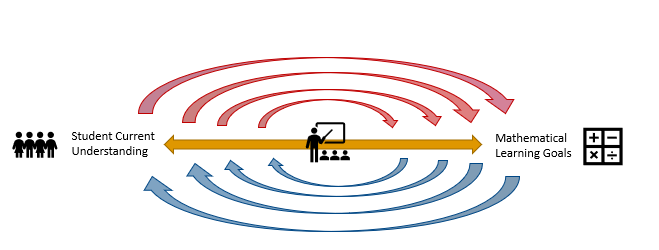 Student Current
Understanding
Mathematical
Learning Goals